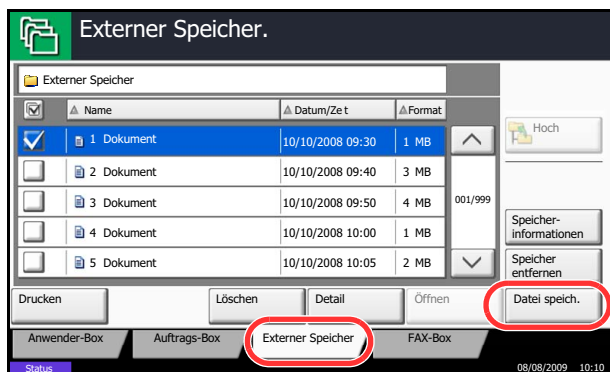 Externer Speicher.
Externer Speicher
Name Datum/Ze t Format
1 Dokument 10/10/2008 09:30 1 MB
2 Dokument 10/10/2008 09:40 3 MB
3 Dokument 10/10/2008 09:50 4 MB
4 Dokument 10/10/2008 10:00 1 MB
5 Dokument 10/10/2008 10:05 2 MB
001/999
Hoch
Speicher-
informationen
Speicher
entfernen
Drucken Löschen Detail Öffnen Datei speich.
Anwender-Box Auftrags-Box Externer Speicher FAX-Box
Status 08/08/2009 10:10